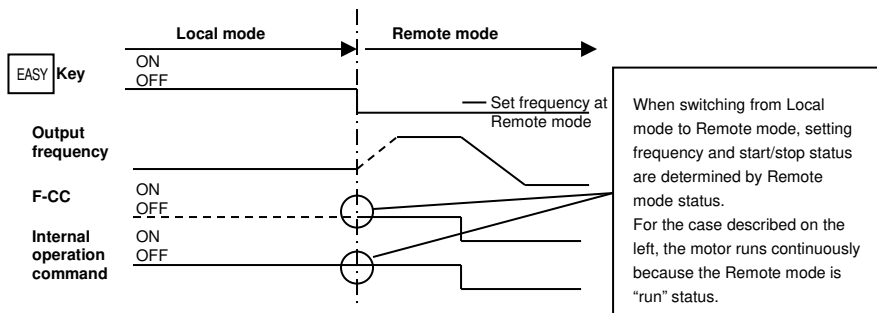 Local mode
Remote mode
EASY Key
ON
OFF
Set frequency at
Remote mode
Output
frequency
F-CC
ON
OFF
Internal
operation
command
ON
OFF
When switching from Local
mode to Remote mode, setting
frequency and start/stop status
are determined by Remote
mode status.
For the case described on the
left, the motor runs continuously
because the Remote mode is
“run” status.